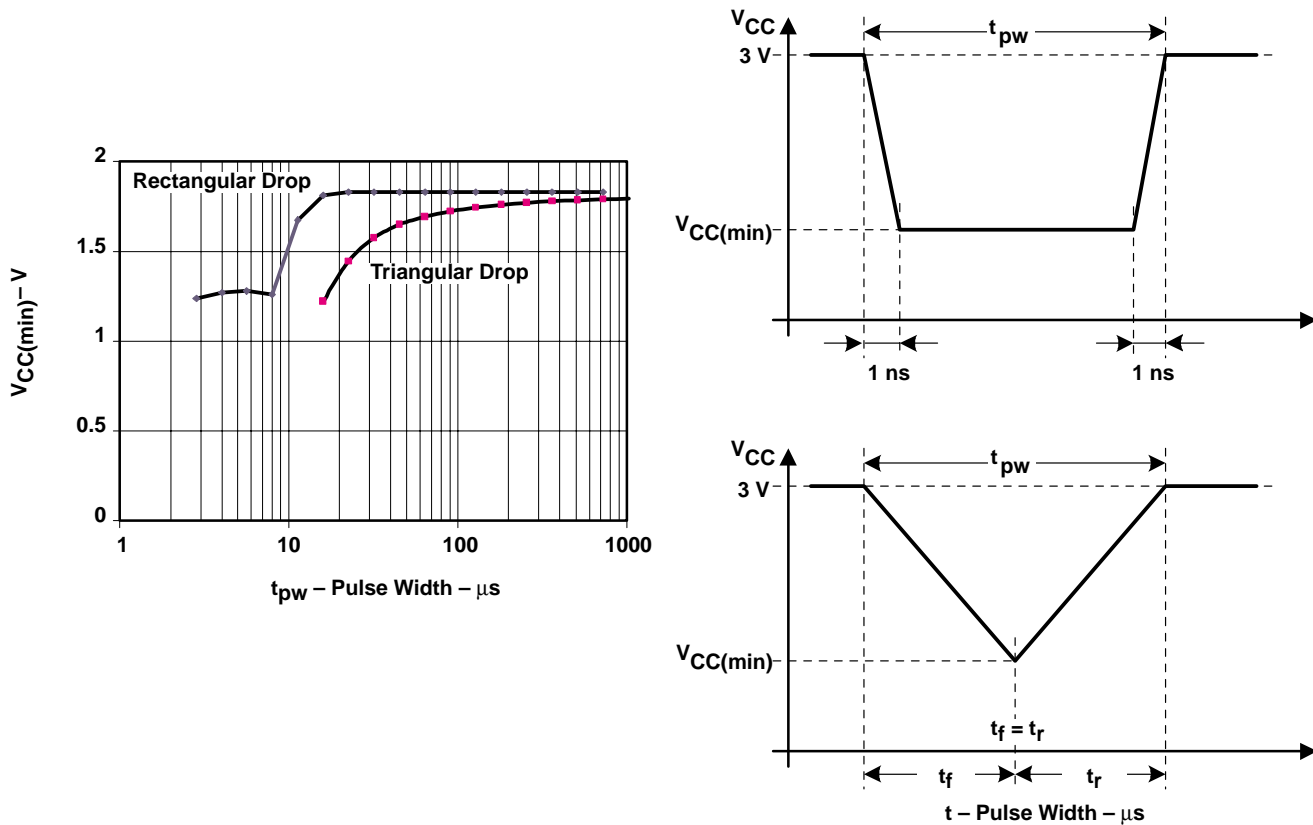 2
1.5
1
0.5
0
1
10
100
1000
Rectangular Drop
Triangular Drop
VCC(min) – V
tpw – Pulse Width – μs
VCC
3 V
VCC(min)
tpw
1 ns
1 ns
VCC
3 V
VCC(min)
tpw
tf = tr
tf
tr
t – Pulse Width – μs